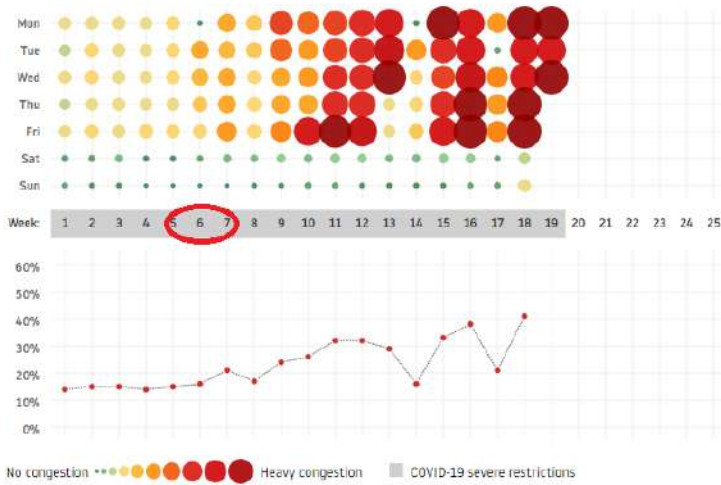 Mon
Tue
Wed
Thu
Fri
Sat
Sun
Week: 1 2 3 4 5 6 7 8 9 10 11 12 13 14 15 16 17 18 19 20 21 22 23 24 25
60%
50%
40%
30%
20%
10%
0%
No congestion Heavy congestion COVID-19 severe restrictions